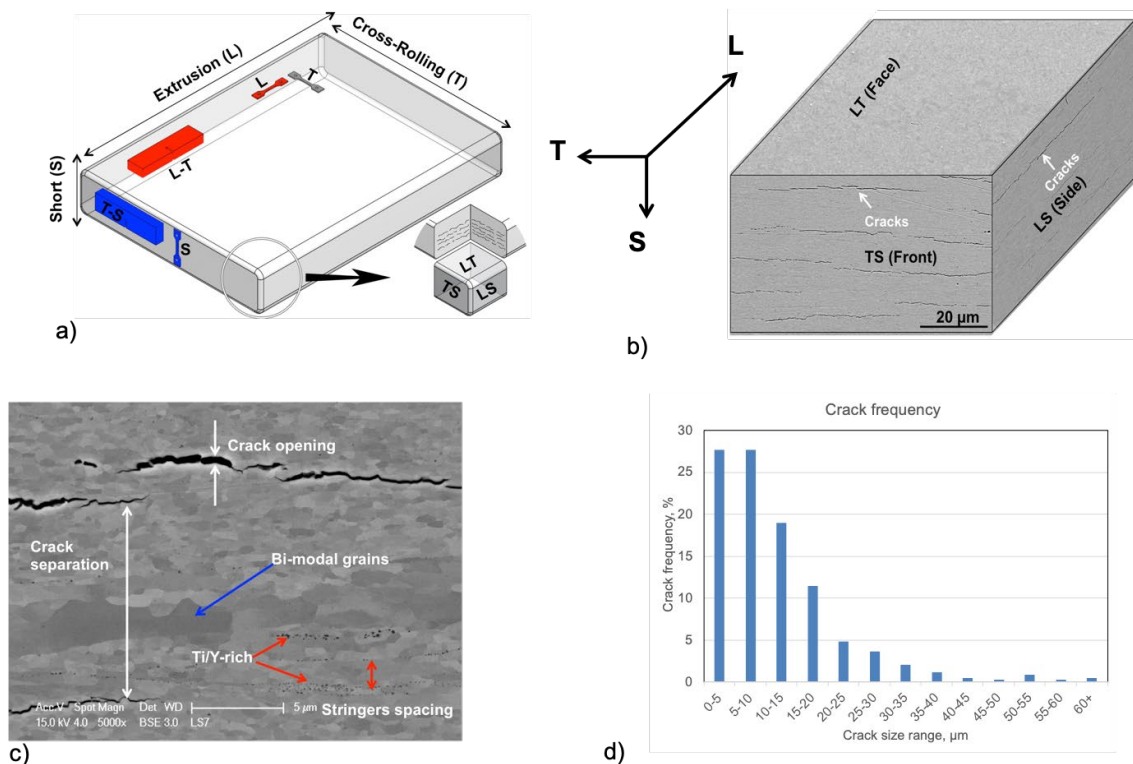 Extrusion (L)
Cross-Rolling (T)
L
T
Short (S)
L-T
T-S
S
LT
TS
LS
a)
L
T
S
LT (Face)
Cracks
Cracks
TS (Front)
LS (Side)
20 µm
b)
Crack opening
Crack
separation
Bi-modal grains
Ti/Y-rich
Stringers spacing
Acc.V Spot Magn Det WD
15.0 kV 4.0 5000x BSE 3.0 LS7
5 µm
c)
Crack frequency
Crack frequency, %
30
25
20
15
10
5
0
0-5
5-10
10-15
15-20
20-25
25-30
30-35
35-40
40-45
45-50
50-55
55-60
60+
Crack size range, µm
d)